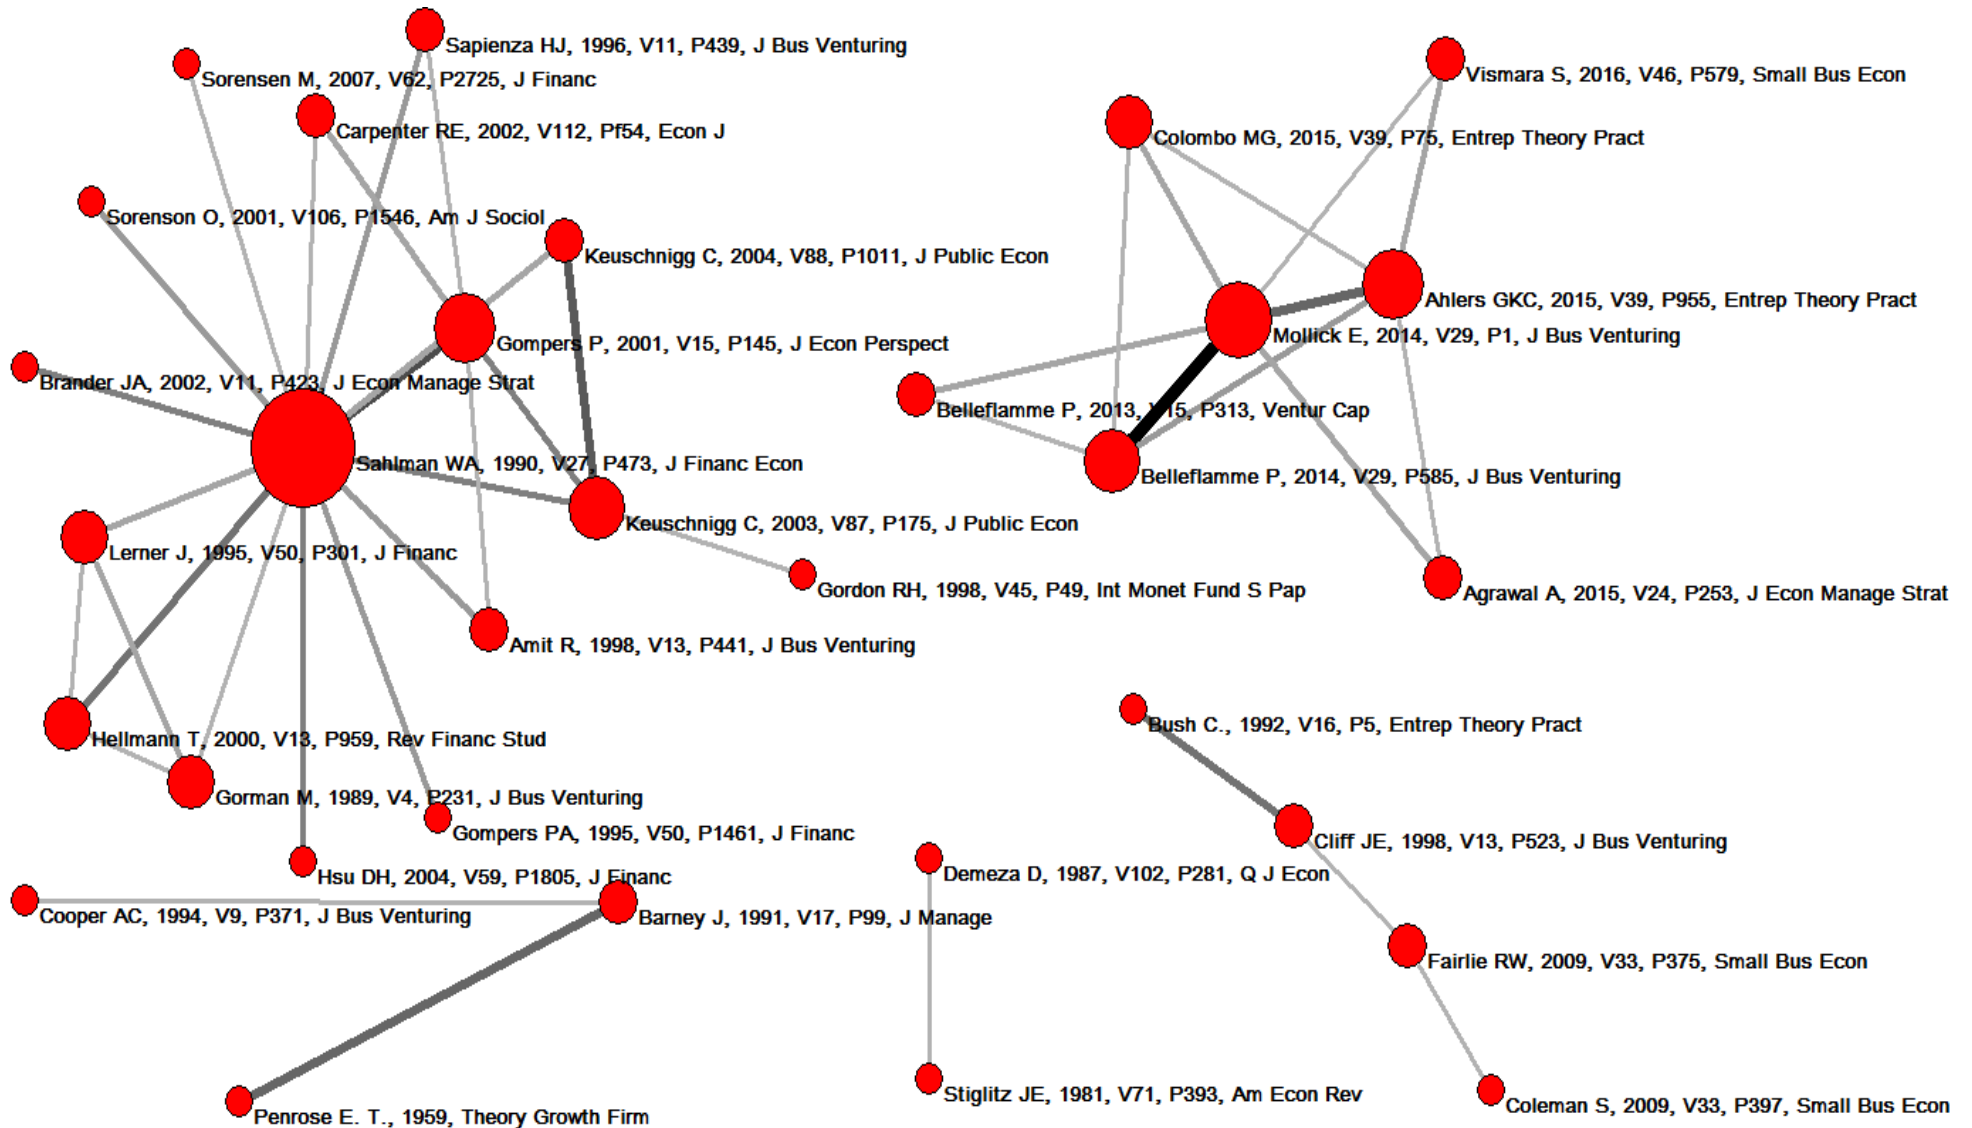 Sapienza HJ, 1996, V11, P439, J Bus Venturing
Sorensen M, 2007, V62, P2725, J Financ
Carpenter RE, 2002, V112, Pf54, Econ J
Sorenson O, 2001, V106, P1546, Am J Sociol
Keuschnigg C, 2004, V88, P1011, J Public Econ
Gompers P, 2001, V15, P145, J Econ Perspect
Brander JA, 2002, V11, P423, J Econ Manage Strat
Sahlman WA, 1990, V27, P473, J Financ Econ
Keuschnigg C, 2003, V87, P175, J Public Econ
Lerner J, 1995, V50, P301, J Financ
Gordon RH, 1998, V45, P49, Int Monet Fund S Pap
Amit R, 1998, V13, P441, J Bus Venturing
Hellmann T, 2000, V13, P959, Rev Financ Stud
Gorman M, 1989, V4, P231, J Bus Venturing
Gompers PA, 1995, V50, P1461, J Financ
Hsu DH, 2004, V59, P1805, J Financ
Cooper AC, 1994, V9, P371, J Bus Venturing
Barney J, 1991, V17, P99, J Manage
Penrose E. T., 1959, Theory Growth Firm
Vismara S, 2016, V46, P579, Small Bus Econ
Colombo MG, 2015, V39, P75, Entrep Theory Pract
Ahlers GKC, 2015, V39, P955, Entrep Theory Pract
Mollick E, 2014, V29, P1, J Bus Venturing
Belleflamme P, 2013, V15, P313, Ventur Cap
Belleflamme P, 2014, V29, P585, J Bus Venturing
Agrawal A, 2015, V24, P253, J Econ Manage Strat
Bush C., 1992, V16, P5, Entrep Theory Pract
Cliff JE, 1998, V13, P523, J Bus Venturing
Demeza D, 1987, V102, P281, Q J Econ
Fairlie RW, 2009, V33, P375, Small Bus Econ
Stiglitz JE, 1981, V71, P393, Am Econ Rev
Coleman S, 2009, V33, P397, Small Bus Econ